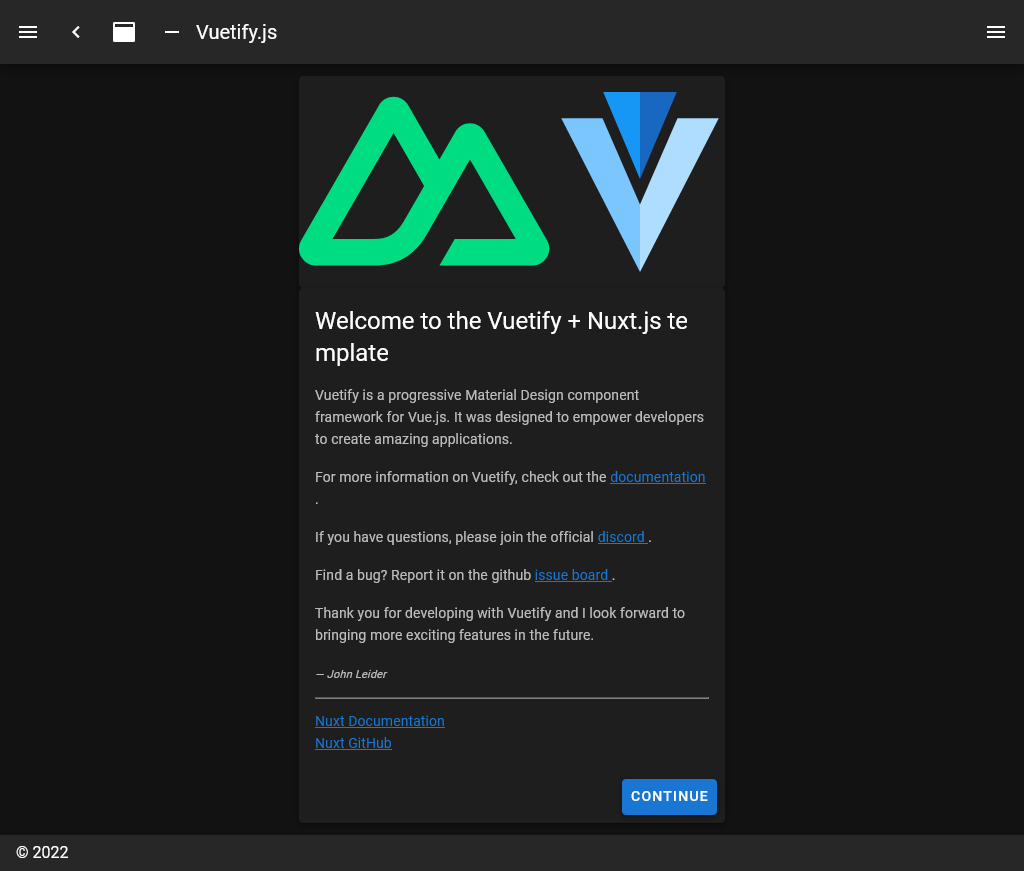 Vuetify.js
Welcome to the Vuetify + Nuxt.js te
mplate
Vuetify is a progressive Material Design component
framework for Vue.js. It was designed to empower developers
to create amazing applications.
For more information on Vuetify, check out the documentation
.
If you have questions, please join the official discord .
Find a bug? Report it on the github issue board .
Thank you for developing with Vuetify and I look forward to
bringing more exciting features in the future.
— John Leider
Nuxt Documentation
Nuxt GitHub
CONTINUE
© 2022